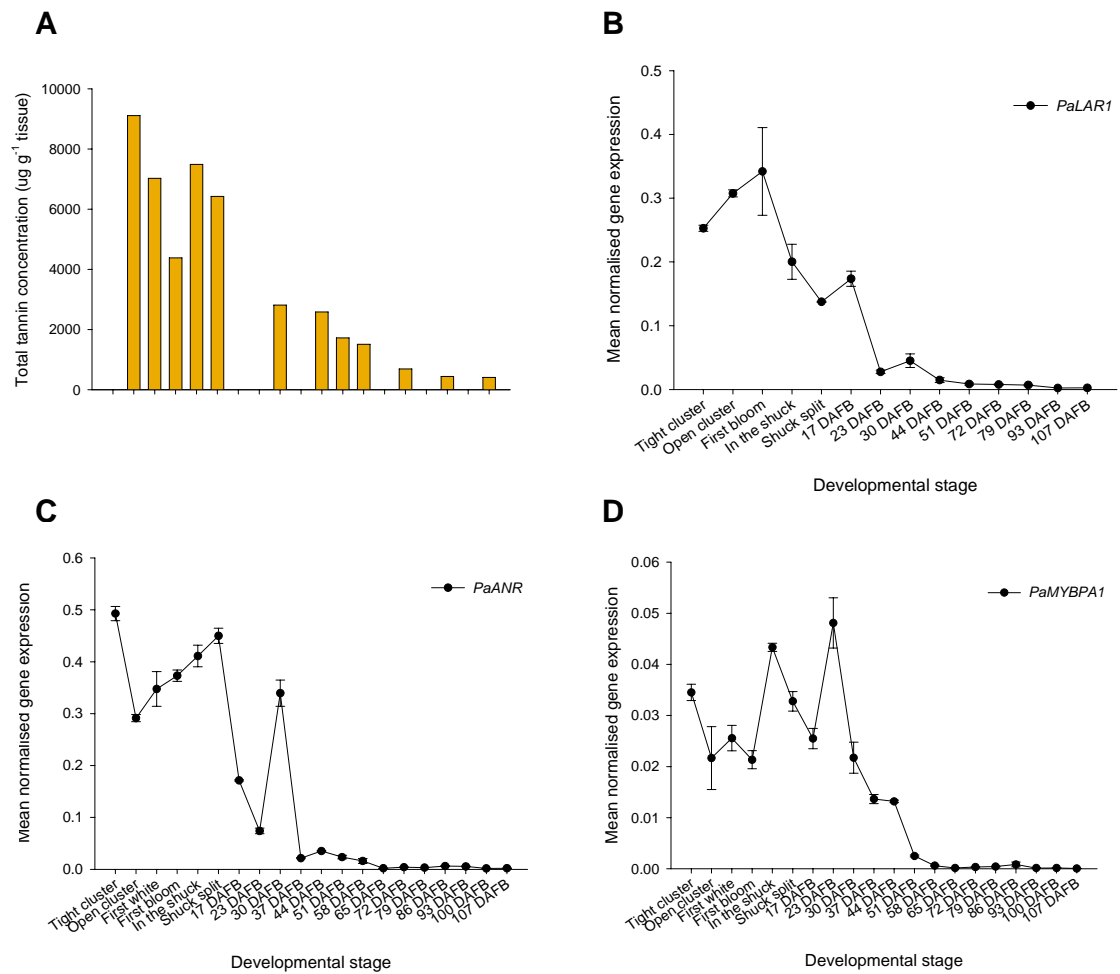 A
Total tannin concentration (ug g-1 tissue)
10000
8000
6000
4000
2000
0
B
Mean normalised gene expression
0.5
0.4
0.3
0.2
0.1
0.0
PaLAR1
Tight cluster
Open cluster
First bloom
In the shuck
Shuck split
17 DAFB
23 DAFB
30 DAFB
44 DAFB
51 DAFB
72 DAFB
79 DAFB
93 DAFB
107 DAFB
Developmental stage
C
Mean normalised gene expression
0.6
0.5
0.4
0.3
0.2
0.1
0.0
PaANR
Tight cluster
Open cluster
First white
First bloom
In the shuck
Shuck split
17 DAFB
23 DAFB
30 DAFB
37 DAFB
44 DAFB
51 DAFB
58 DAFB
65 DAFB
72 DAFB
79 DAFB
86 DAFB
93 DAFB
100 DAFB
107 DAFB
Developmental stage
D
Mean normalised gene expression
0.06
0.05
0.04
0.03
0.02
0.01
0.00
PaMYBPA1
Tight cluster
Open cluster
First white
First bloom
In the shuck
Shuck split
17 DAFB
23 DAFB
30 DAFB
37 DAFB
44 DAFB
51 DAFB
58 DAFB
65 DAFB
72 DAFB
79 DAFB
86 DAFB
93 DAFB
100 DAFB
107 DAFB
Developmental stage